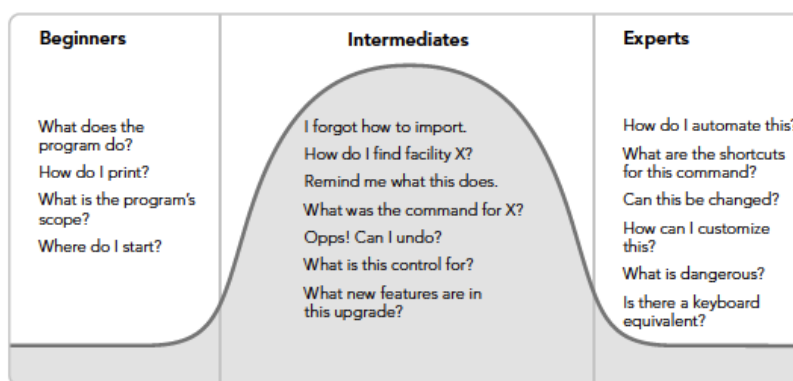 Beginners
What does the
program do?
How do I print?
What is the program's
scope?
Where do I start?
Intermediates
I forgot how to import.
How do I find facility X?
Remind me what this does.
What was the command for X?
Opps! Can I undo?
What is this control for?
What new features are in
this upgrade?
Experts
How do I automate this?
What are the shortcuts
for this command?
Can this be changed?
How can I customize
this?
What is dangerous?
Is there a keyboard
equivalent?